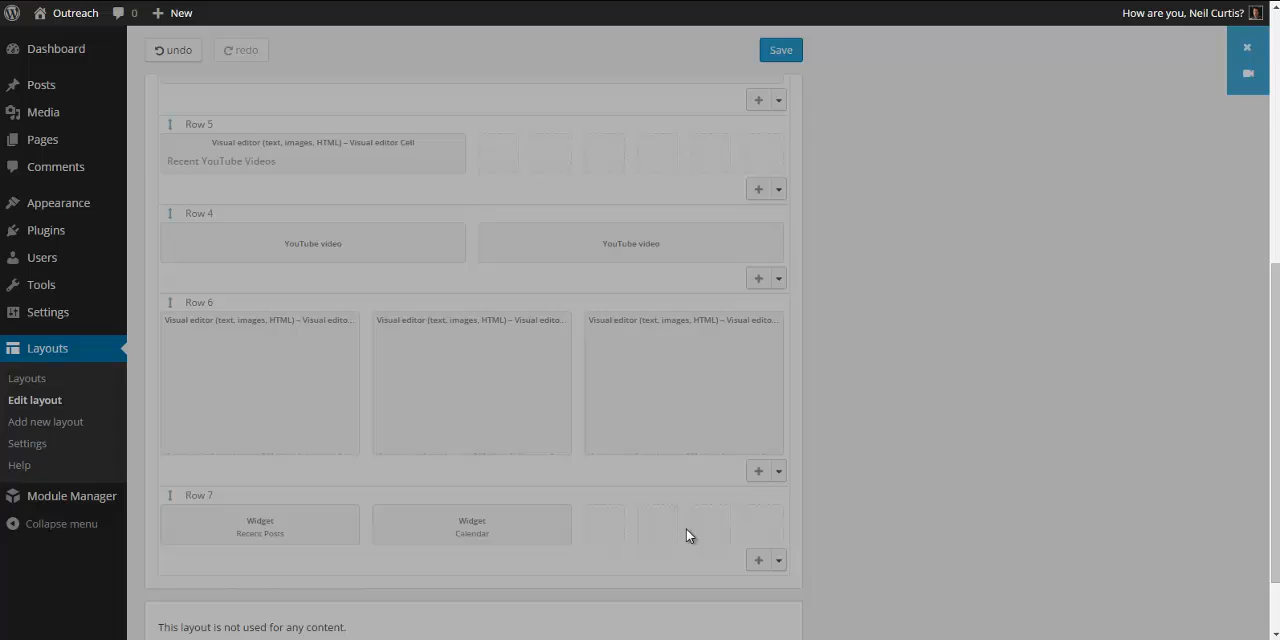 Outreach 0 New How are you, Neil Curtis?
Dashboard
Posts
Media
Pages
Comments
Appearance
Plugins
Users
Tools
Settings
Layouts
Layouts
Edit layout
Add new layout
Settings
Help
Module Manager
Collapse menu
undo redo Save
Row 5
Visual editor (text, images, HTML) – Visual editor Cell
Recent YouTube Videos
Row 4
YouTube video YouTube video
Row 6
Visual editor (text, images, HTML) – Visual edito... Visual editor (text, images, HTML) – Visual edito... Visual editor (text, images, HTML) – Visual edito...
Row 7
Widget Widget
Recent Posts Calendar
This layout is not used for any content.